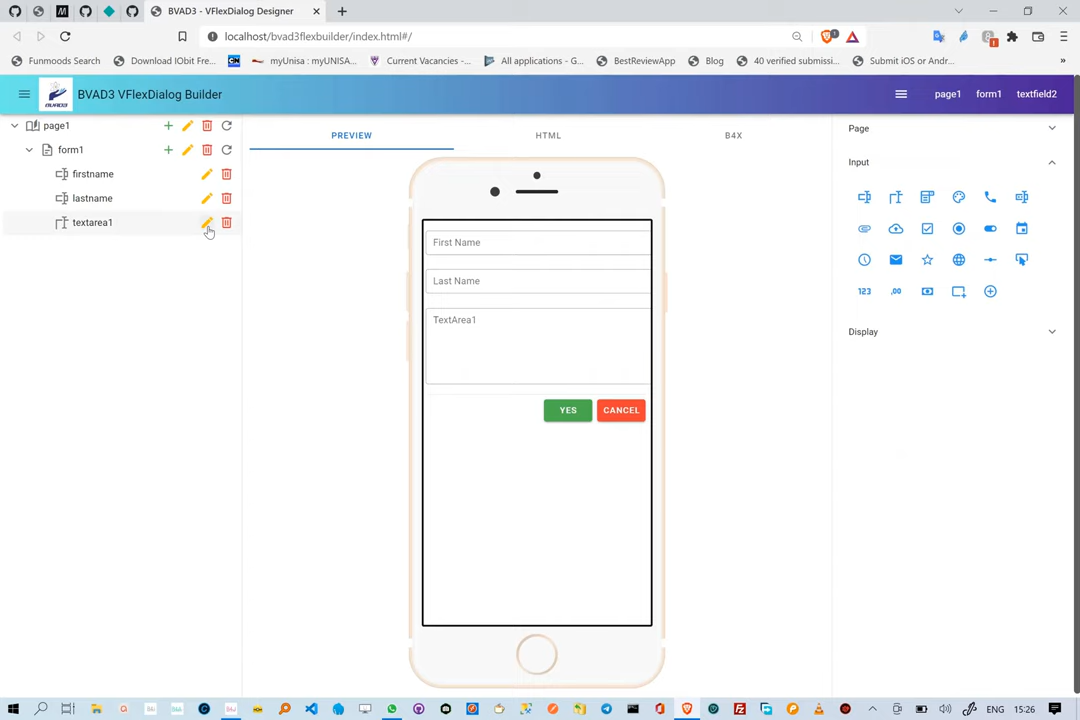 BVAD3 - VFlexDialog Designer
localhost/bvad3flexbuilder/index.html#/
Funmoods Search
Download IObit Fre...
myUnisa : myUNISA...
Current Vacancies -...
All applications - G...
BestReviewApp
Blog
40 verified submissi...
Submit iOS or Andr...
»
BVAD3 VFlexDialog Builder
page1
form1
textfield2
page1
form1
firstname
lastname
textarea1
PREVIEW
HTML
B4X
First Name
Last Name
TextArea1
YES
CANCEL
Page
Input
123
,00
Display
ENG
15:26